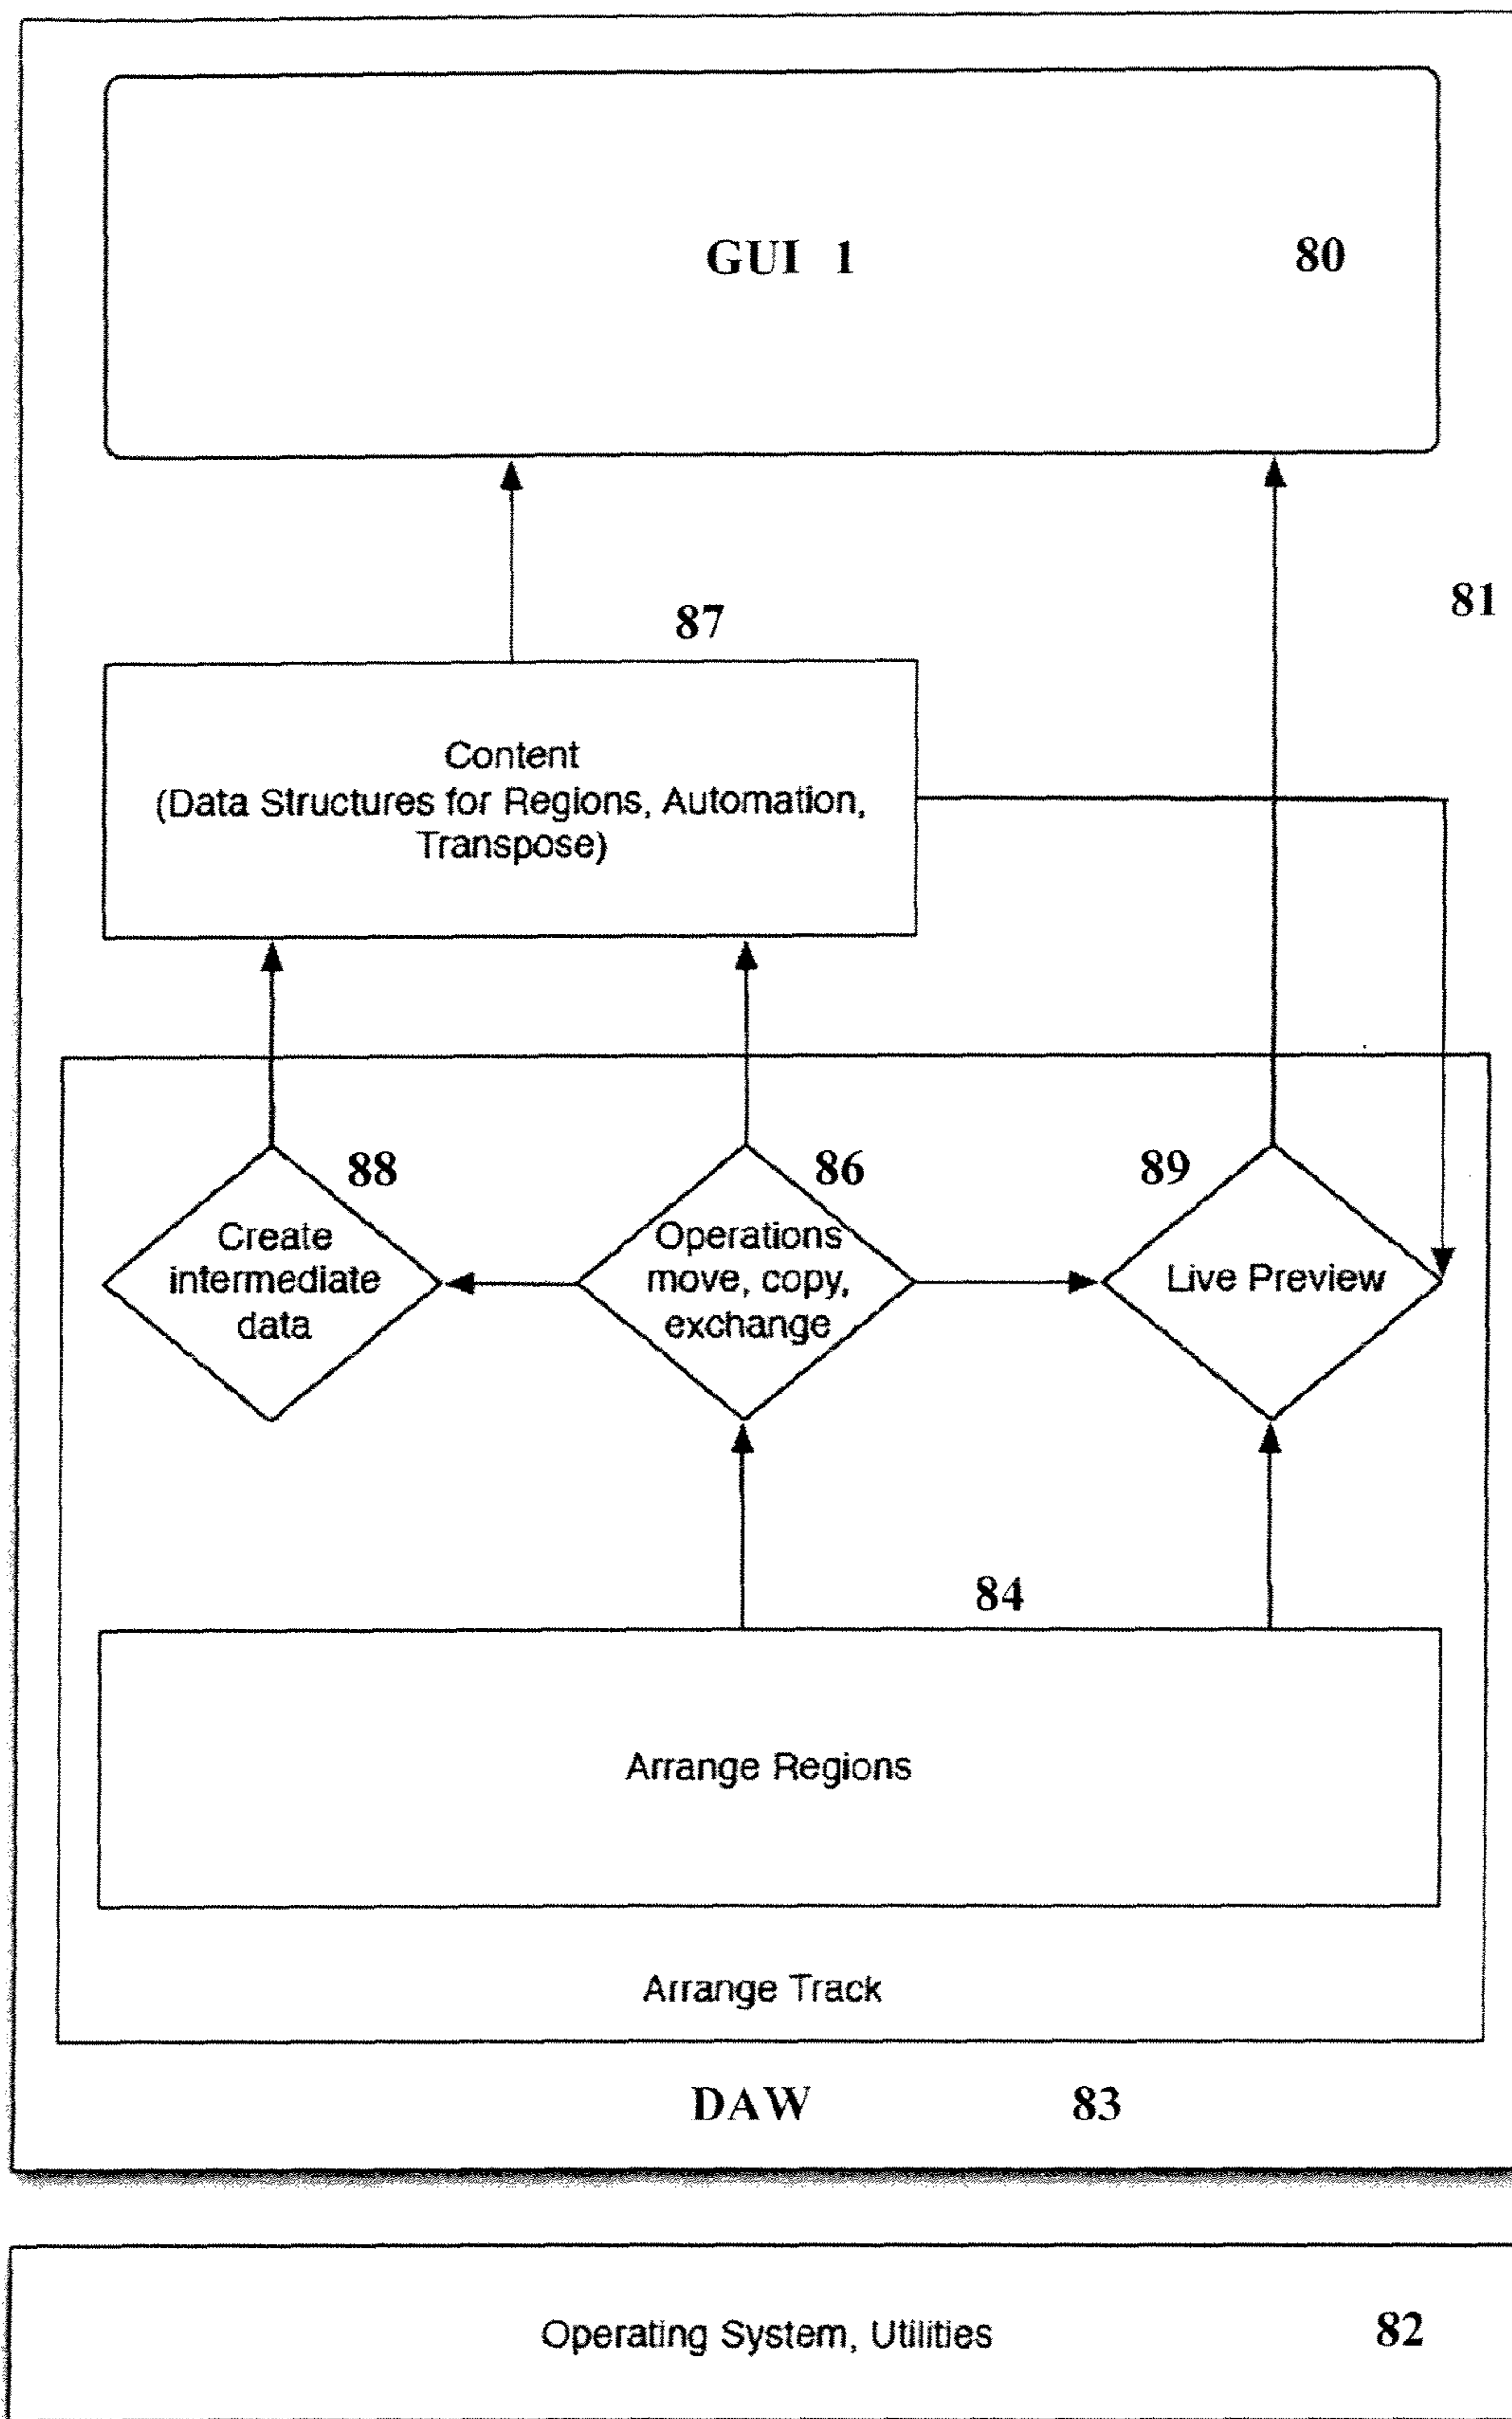 GUI 1 80
81
87
Content
(Data Structures for Regions, Automation,
Transpose)
88 86 89
Create
intermediate
data
Operations
move, copy,
exchange
Live Preview
84
Arrange Regions
Arrange Track
DAW 83
Operating System, Utilities 82